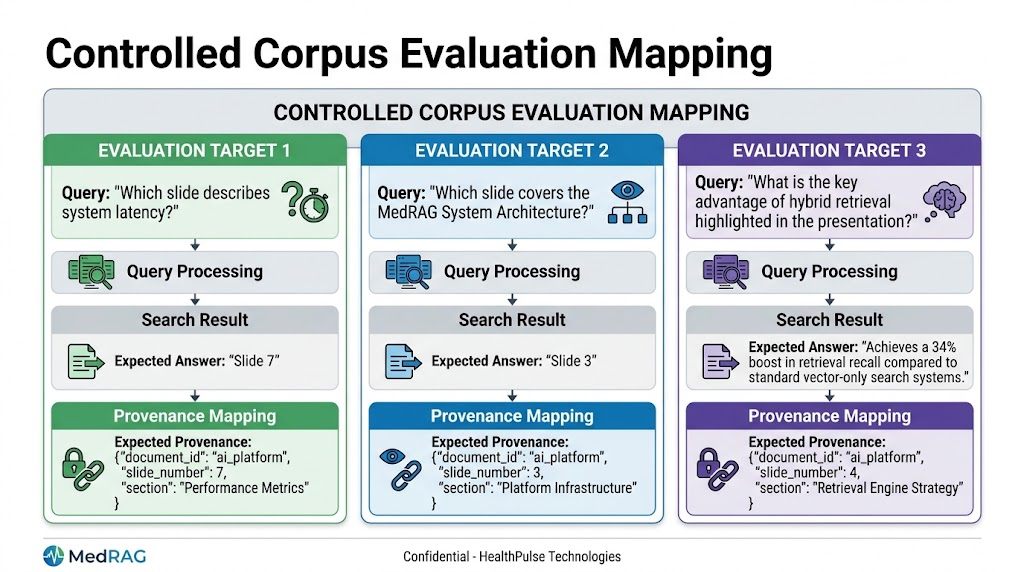 Controlled Corpus Evaluation Mapping
CONTROLLED CORPUS EVALUATION MAPPING
EVALUATION TARGET 1
Query: "Which slide describes
system latency?"
Query Processing
Search Result
Expected Answer: "Slide 7"
Provenance Mapping
Expected Provenance:
{"document_id": "ai_platform",
"slide_number": 7,
"section": "Performance Metrics"
}
EVALUATION TARGET 2
Query: "Which slide covers the
MedRAG System Architecture?"
Query Processing
Search Result
Expected Answer: "Slide 3"
Provenance Mapping
Expected Provenance:
{"document_id": "ai_platform",
"slide_number": 3,
"section": "Platform Infrastructure"
}
EVALUATION TARGET 3
Query: "What is the key
advantage of hybrid retrieval
highlighted in the presentation?"
Query Processing
Search Result
Expected Answer: "Achieves a 34%
boost in retrieval recall compared to
standard vector-only search systems."
Provenance Mapping
Expected Provenance:
{"document_id": "ai_platform",
"slide_number": 4,
"section": "Retrieval Engine Strategy"
}
MedRAG
Confidential - HealthPulse Technologies